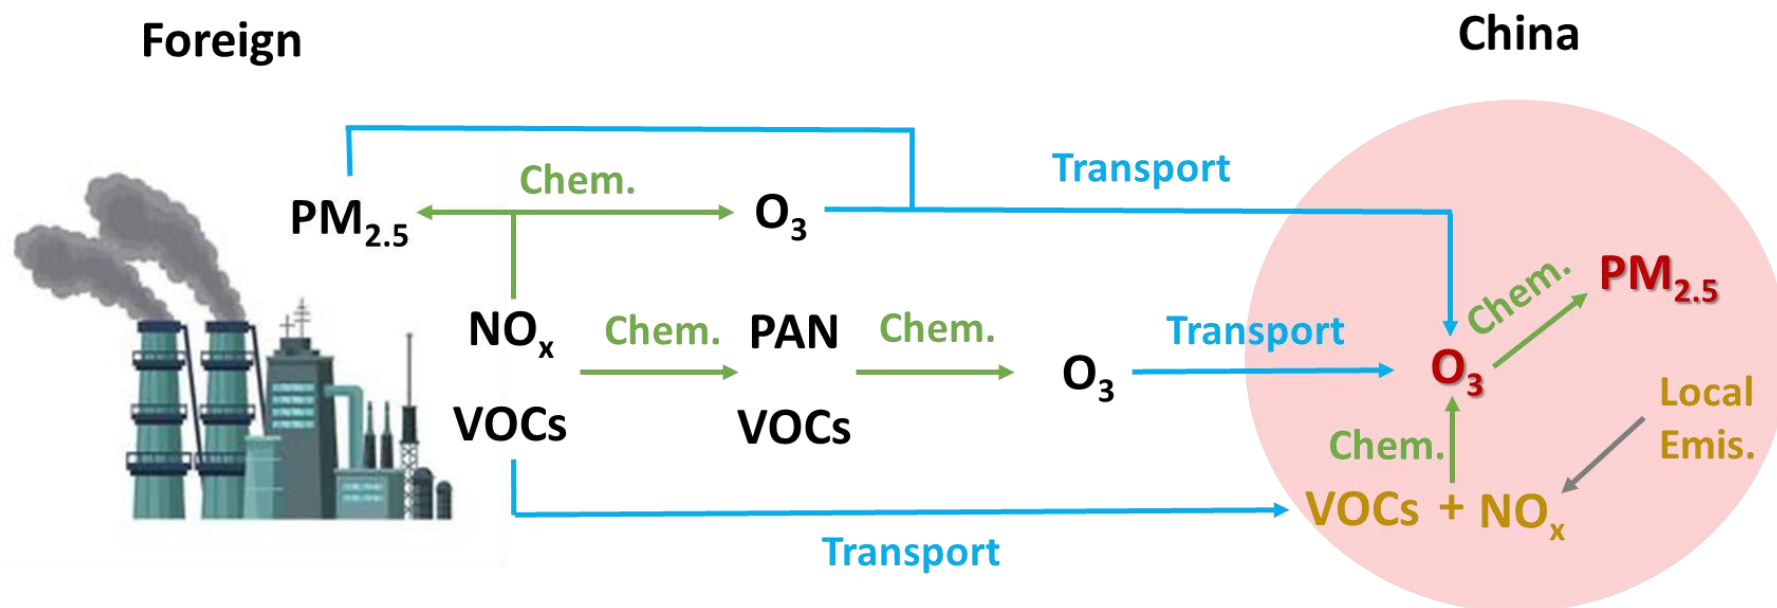 Foreign
China
Transport
Chem.
PM2.5
O3
Chem.
PM2.5
NOx
Chem.
PAN
Chem.
Transport
O3
O3
Local
Emis.
VOCs
VOCs
Chem.
VOCs + NOx
Transport